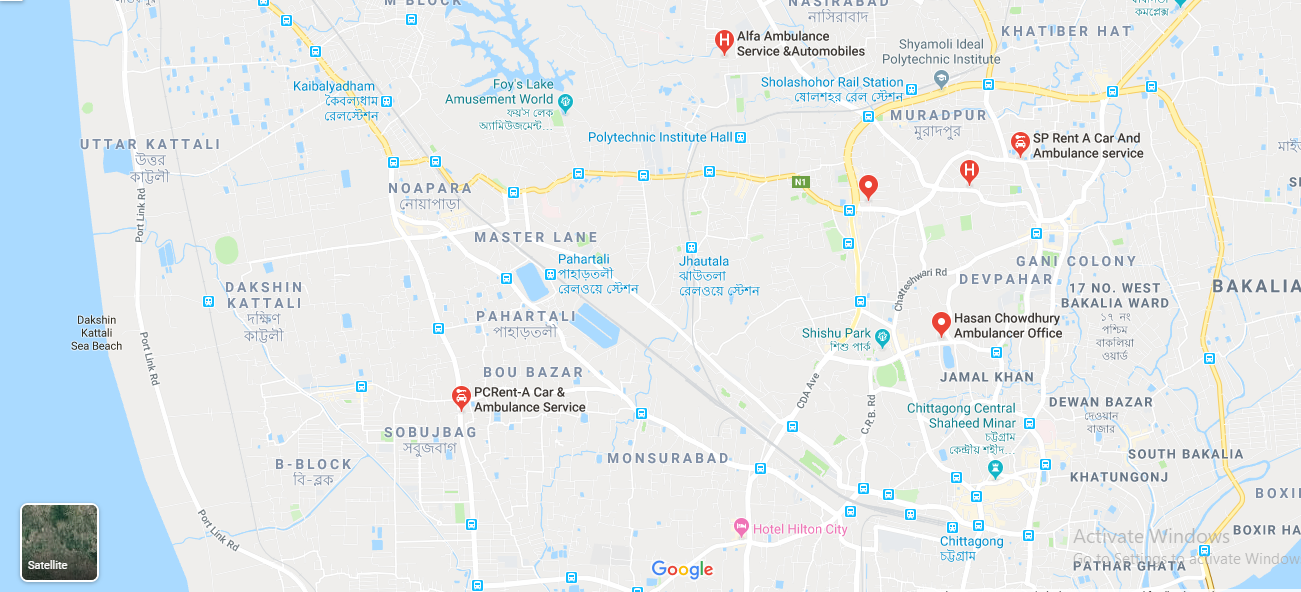 M BLOCK
NASIRABAD
নাসিরাবাদ
কমপ্লেক্স
KHATIBER HAT
Alfa Ambulance
Service &Automobiles
Shyamoli Ideal
Polytechnic Institute
Kaibalyadham
কৈবল্যধাম
রেলস্টেশন
Foy's Lake
Amusement World
ফয়'স লেক
অ্যামিউজমেন্ট...
Sholashohor Rail Station
ষোলশহর রেল স্টেশন
MURADPUR
মুরাদপুর
Polytechnic Institute Hall
SP Rent A Car And
Ambulance service
UTTAR KATTALI
উত্তর
কাট্টলী
N1
NOAPARA
নোয়াপাড়া
Port Link Rd
MASTER LANE
Pahartali
পাহাড়তলী
রেলওয়ে স্টেশন
Jhautala
ঝাউতলা
রেলওয়ে স্টেশন
GANI COLONY
DEVPAHAR
Chatteshwari Rd
DAKSHIN
KATTALI
দক্ষিণ
কাট্টলী
17 NO. WEST
BAKALIA WARD
১৭ নং
পশ্চিম
বাকলিয়া
ওয়ার্ড
BAKALIA
Dakshin
Kattali
Sea Beach
PAHARTALI
পাহাড়তলী
Hasan Chowdhury
Ambulancer Office
Shishu Park
শিশু পার্ক
Port Link Rd
BOU BAZAR
JAMAL KHAN
PCRent-A Car &
Ambulance Service
CDA Ave
C.R.B. Rd
DEWAN BAZAR
দেওয়ান
বাজার
Chittagong Central
Shaheed Minar
চট্টগ্রাম
কেন্দ্রীয় শহীদ...
SOBUJBAG
সবুজবাগ
B-BLOCK
বি-ব্লক
MONSURABAD
SOUTH BAKALIA
KHATUNGONJ
BOXI
Port Link Rd
Hotel Hilton City
BOXIR HA
Chittagong
চট্টগ্রাম
Activate Windows
Go to Settings to activate Window
PATHAR GHATA
Satellite
Google